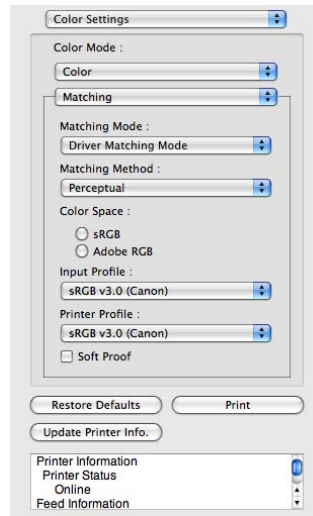 Color Settings
Color Mode :
Color
Matching
Matching Mode :
Driver Matching Mode
Matching Method :
Perceptual
Color Space :
sRGB
Adobe RGB
Input Profile :
sRGB v3.0 (Canon)
Printer Profile :
sRGB v3.0 (Canon)
Soft Proof
Restore Defaults Print
Update Printer Info.
Printer Information
Printer Status
Online
Feed Information